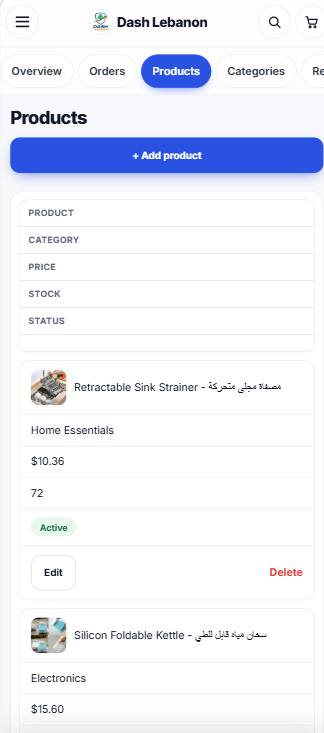 Dash Lebanon
Overview Orders Products Categories Re
Products
+ Add product
PRODUCT
CATEGORY
PRICE
STOCK
STATUS
Retractable Sink Strainer - مصفاة مجلى متحركة
Home Essentials
$10.36
72
Active
Edit Delete
Silicon Foldable Kettle - سخان مياه قابل للطي
Electronics
$15.60